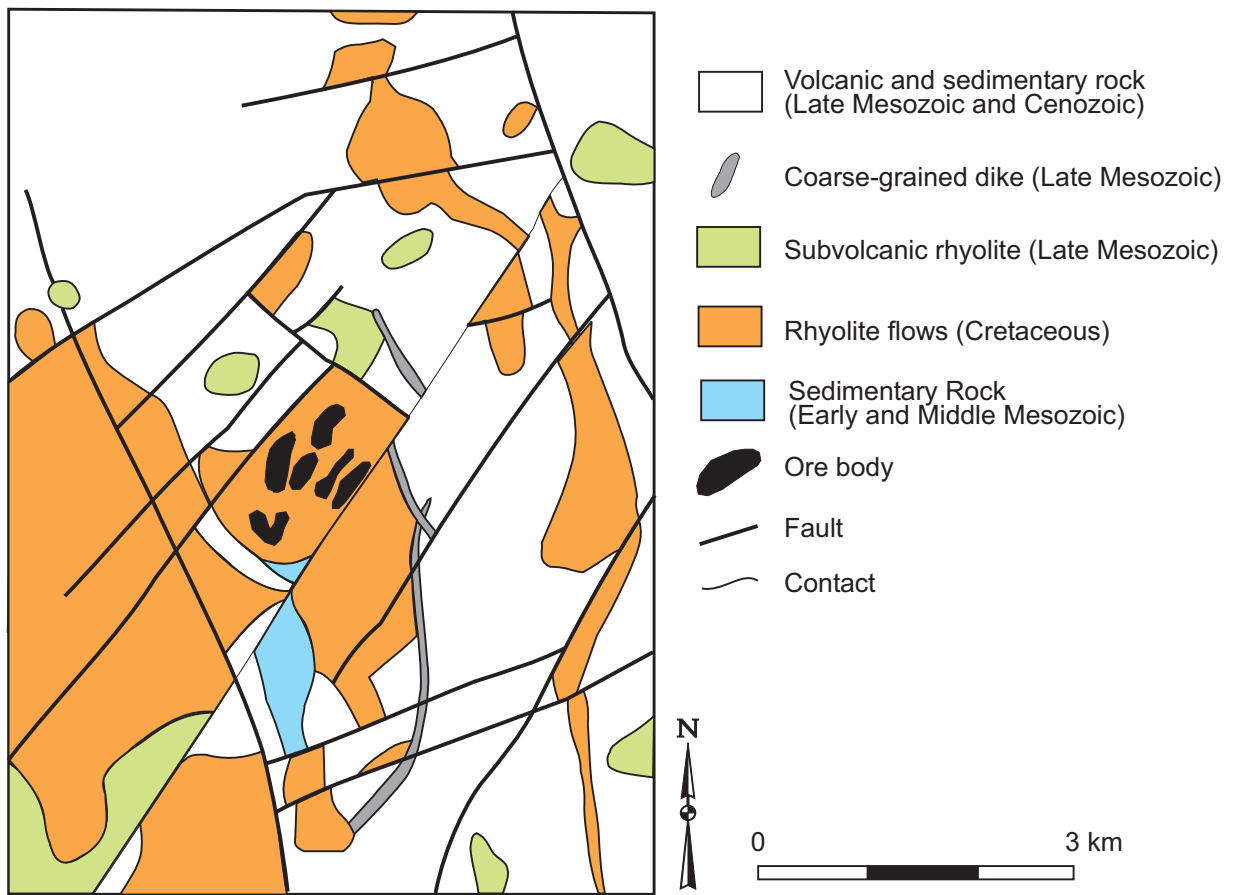 Volcanic and sedimentary rock
(Late Mesozoic and Cenozoic)
Coarse-grained dike (Late Mesozoic)
Subvolcanic rhyolite (Late Mesozoic)
Rhyolite flows (Cretaceous)
Sedimentary Rock
(Early and Middle Mesozoic)
Ore body
Fault
Contact
N
0 3 km